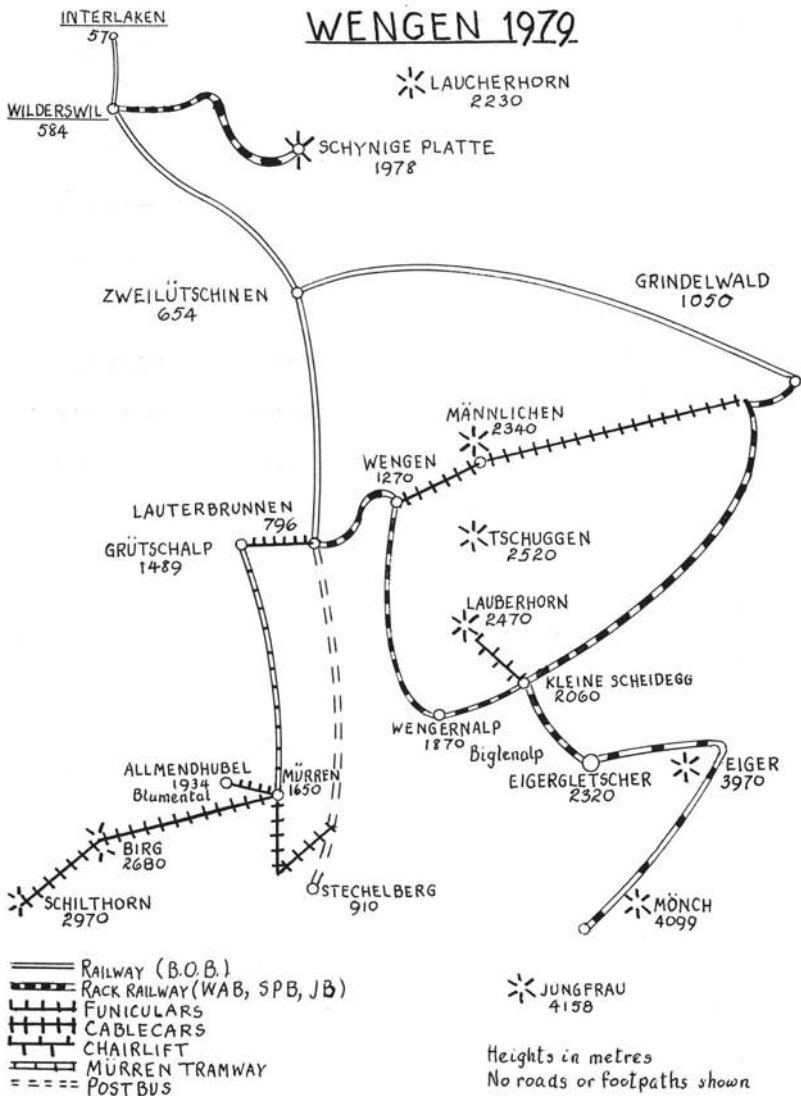 WENGEN 1979
INTERLAKEN
57
LAUCHERHORN
2230
WILDERSWIL
584
SCHYNIGE PLATTE
1978
ZWEILÜTSCHINEN
654
GRINDELWALD
1050
MÄNNLICHEN
2340
WENGEN
1270
LAUTERBRUNNEN
796
GRÜTSCHALP
1489
TSCHUGGEN
2520
LAUBERHORN
2470
KLEINE SCHEIDEGG
2060
WENGERNALP
1870
Biglenalp
EIGERGLETSCHER
2320
EIGER
3970
ALLMENDHUBEL
1934
Blumental
MÜRREN
1650
BIRG
2680
SCHILTHORN
2970
STECHELBERG
910
MÖNCH
4099
JUNGFRAU
4158
RAILWAY (B.O.B.)
RACK RAILWAY (WAB, SPB, JB)
FUNICULARS
CABLECARS
CHAIRLIFT
MÜRREN TRAMWAY
POSTBUS
Heights in metres
No roads or footpaths shown